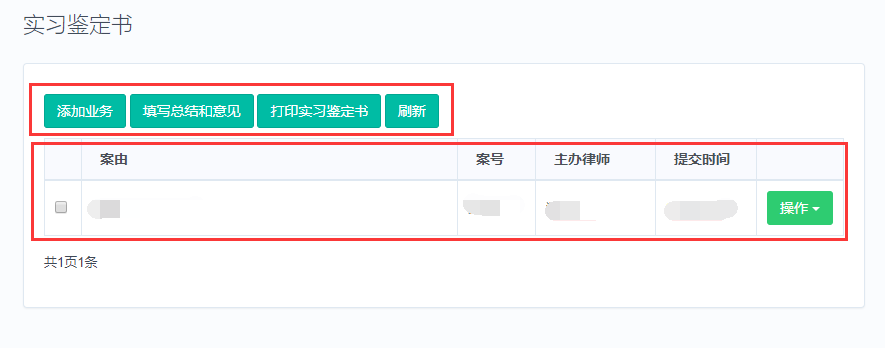 实习鉴定书
添加业务 填写总结和意见 打印实习鉴定书 刷新
案由 案号 主办律师 提交时间
操作
共1页1条